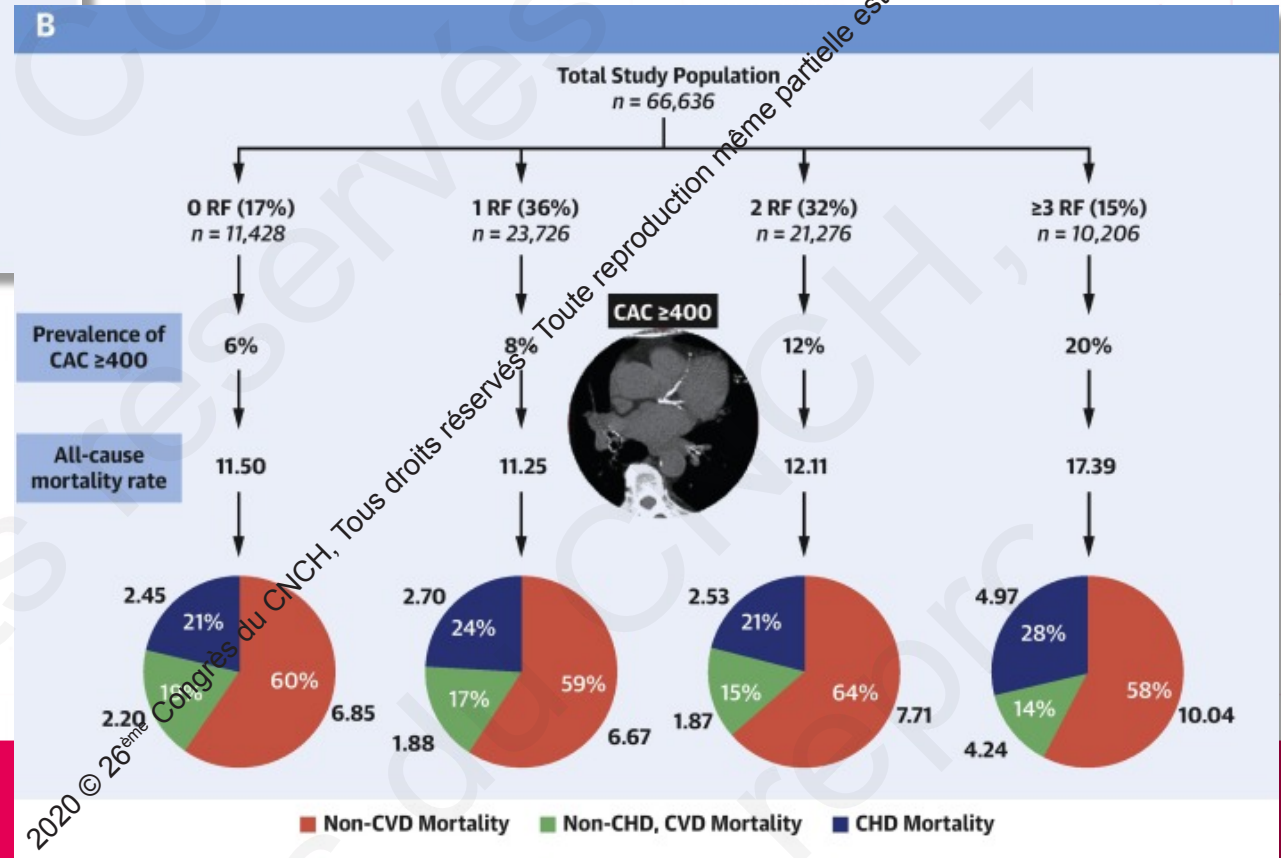 B
Total Study Population
n = 66,636
0 RF (17%)
n = 11,428
1 RF (36%)
n = 23,726
2 RF (32%)
n = 21,276
≥3 RF (15%)
n = 10,206
CAC ≥400
Prevalence of
CAC ≥400
6%
8%
12%
20%
All-cause
mortality rate
11.50
11.25
12.11
17.39
2.45
21%
60%
2.20
6.85
2.70
24%
59%
17%
1.88
6.67
2.53
21%
64%
15%
1.87
7.71
4.97
28%
58%
14%
4.24
10.04
Non-CVD Mortality
Non-CHD, CVD Mortality
CHD Mortality
2020 © 26ème Congrès du CNCH, Tous droits réservés - Toute reproduction même partielle est